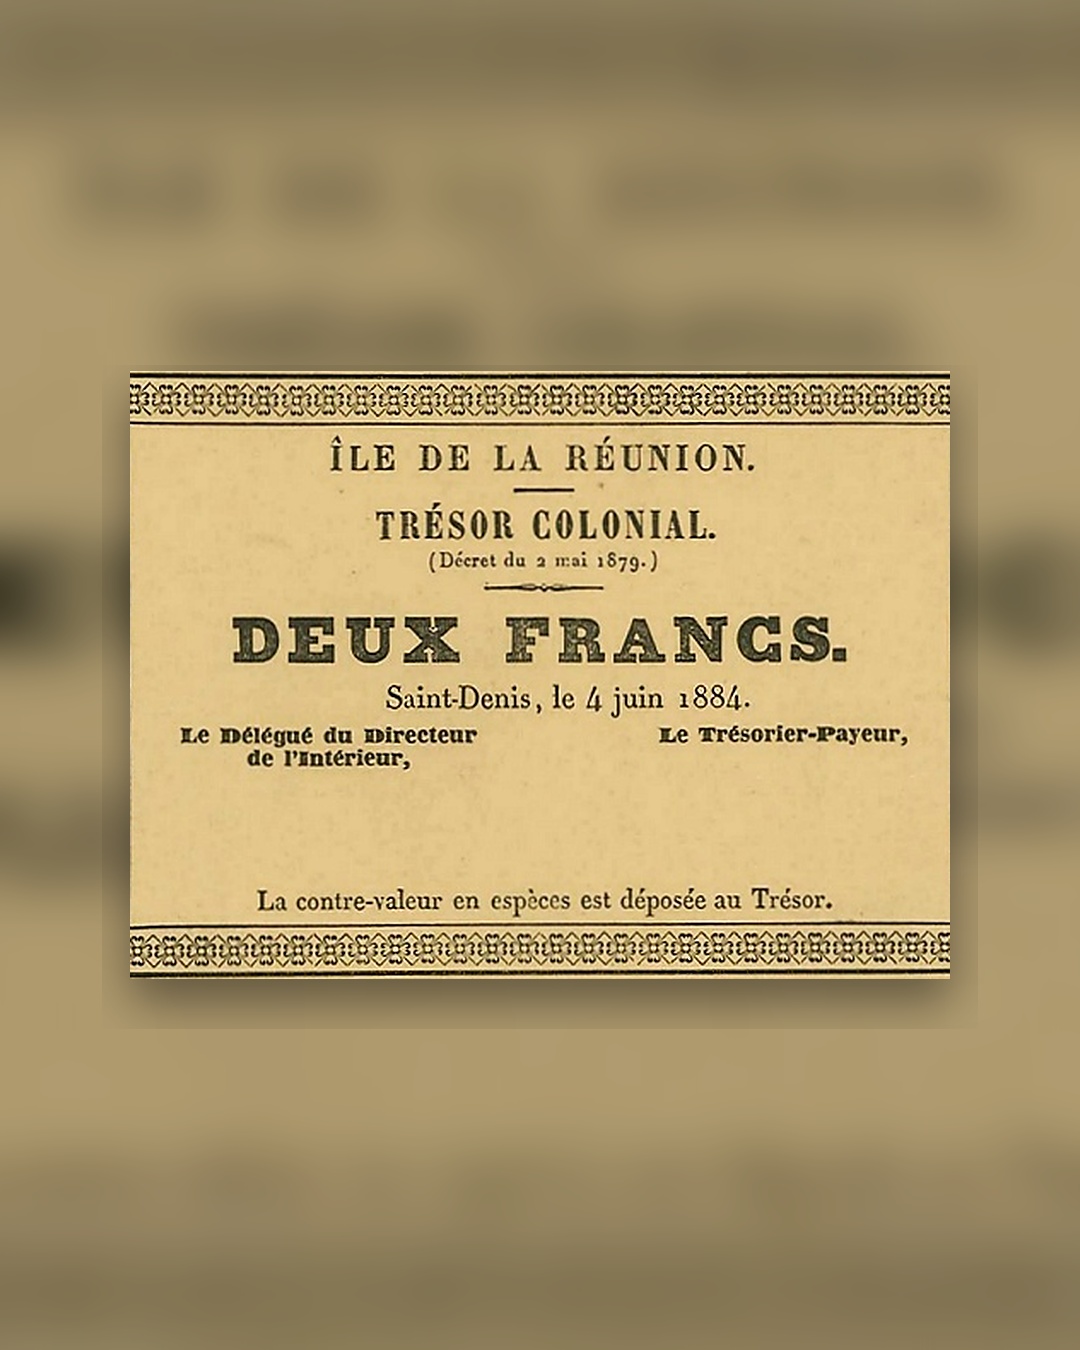 ÎLE DE LA RÉUNION.
TRÉSOR COLONIAL.
(Décret du 2 mai 1879.)
DEUX FRANCS.
Saint-Denis, le 4 juin 1884.
Le Délégué du Directeur
de l'Intérieur,
Le Trésorier-Payeur,
La contre-valeur en espèces est déposée au Trésor.